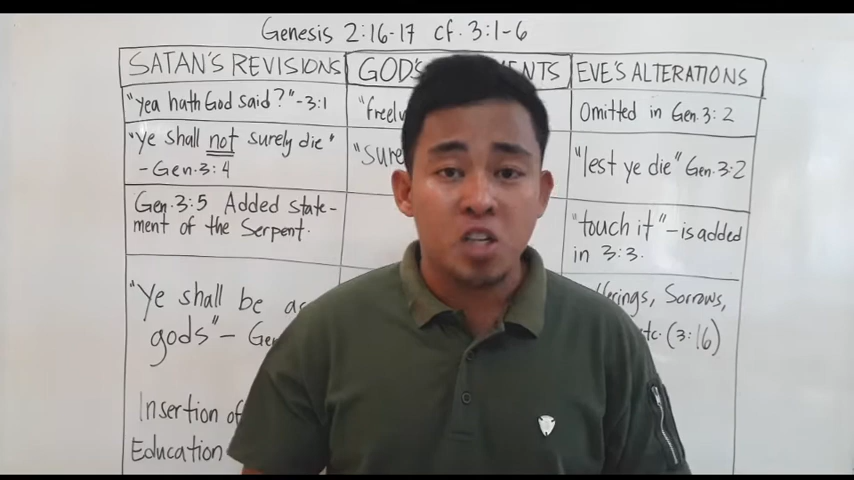 Genesis 2:16-17 cf. 3:1-6
SATAN'S REVISIONS
"yea hath God said?"-3:1
"ye shall not surely die"
- Gen. 3:4
Gen. 3:5 Added state-
ment of the Serpent.
"Ye shall be as
gods" -
Insertion of
Education
GOD'S
EVE'S ALTERATIONS
Omitted in Gen. 3:2
"lest ye die" Gen. 3:2
"touch it" - is added
in 3:3.
Sorrows,
etc. (3:16)